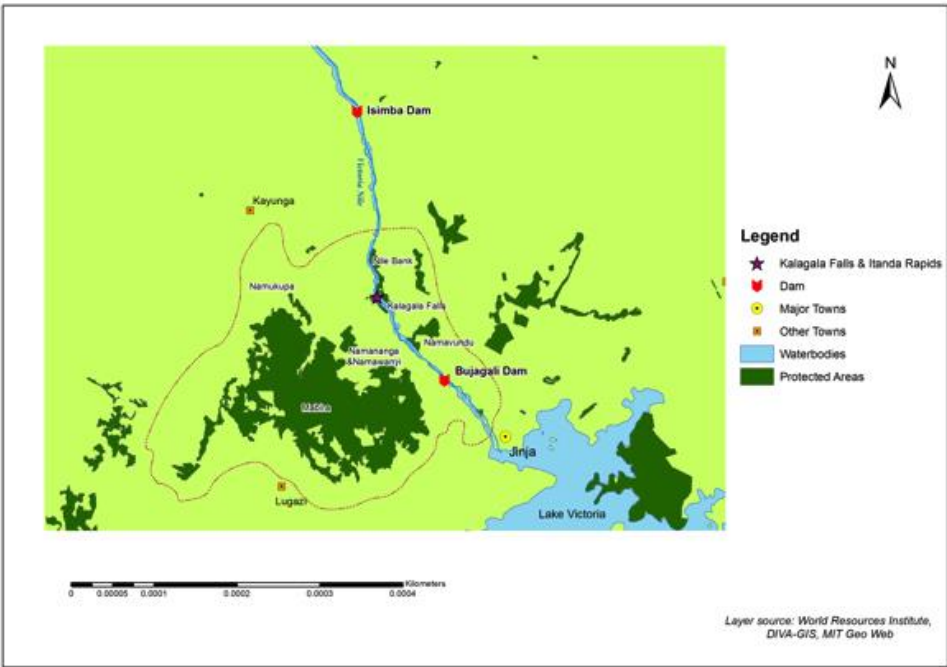 N
Isimba Dam
Victoria Nile
Kayunga
Nile Bank
Namukupa
Kalagala Falls
Namavundu
Namananga
&Namawanyi
Bujagali Dam
Mabira
Jinja
Lugazi
Lake Victoria
Legend
Kalagala Falls & Itanda Rapids
Dam
Major Towns
Other Towns
Waterbodies
Protected Areas
Kilometers
0 0.00005 0.0001 0.0002 0.0003 0.0004
Layer source: World Resources Institute,
DIVA-GIS, MIT Geo Web